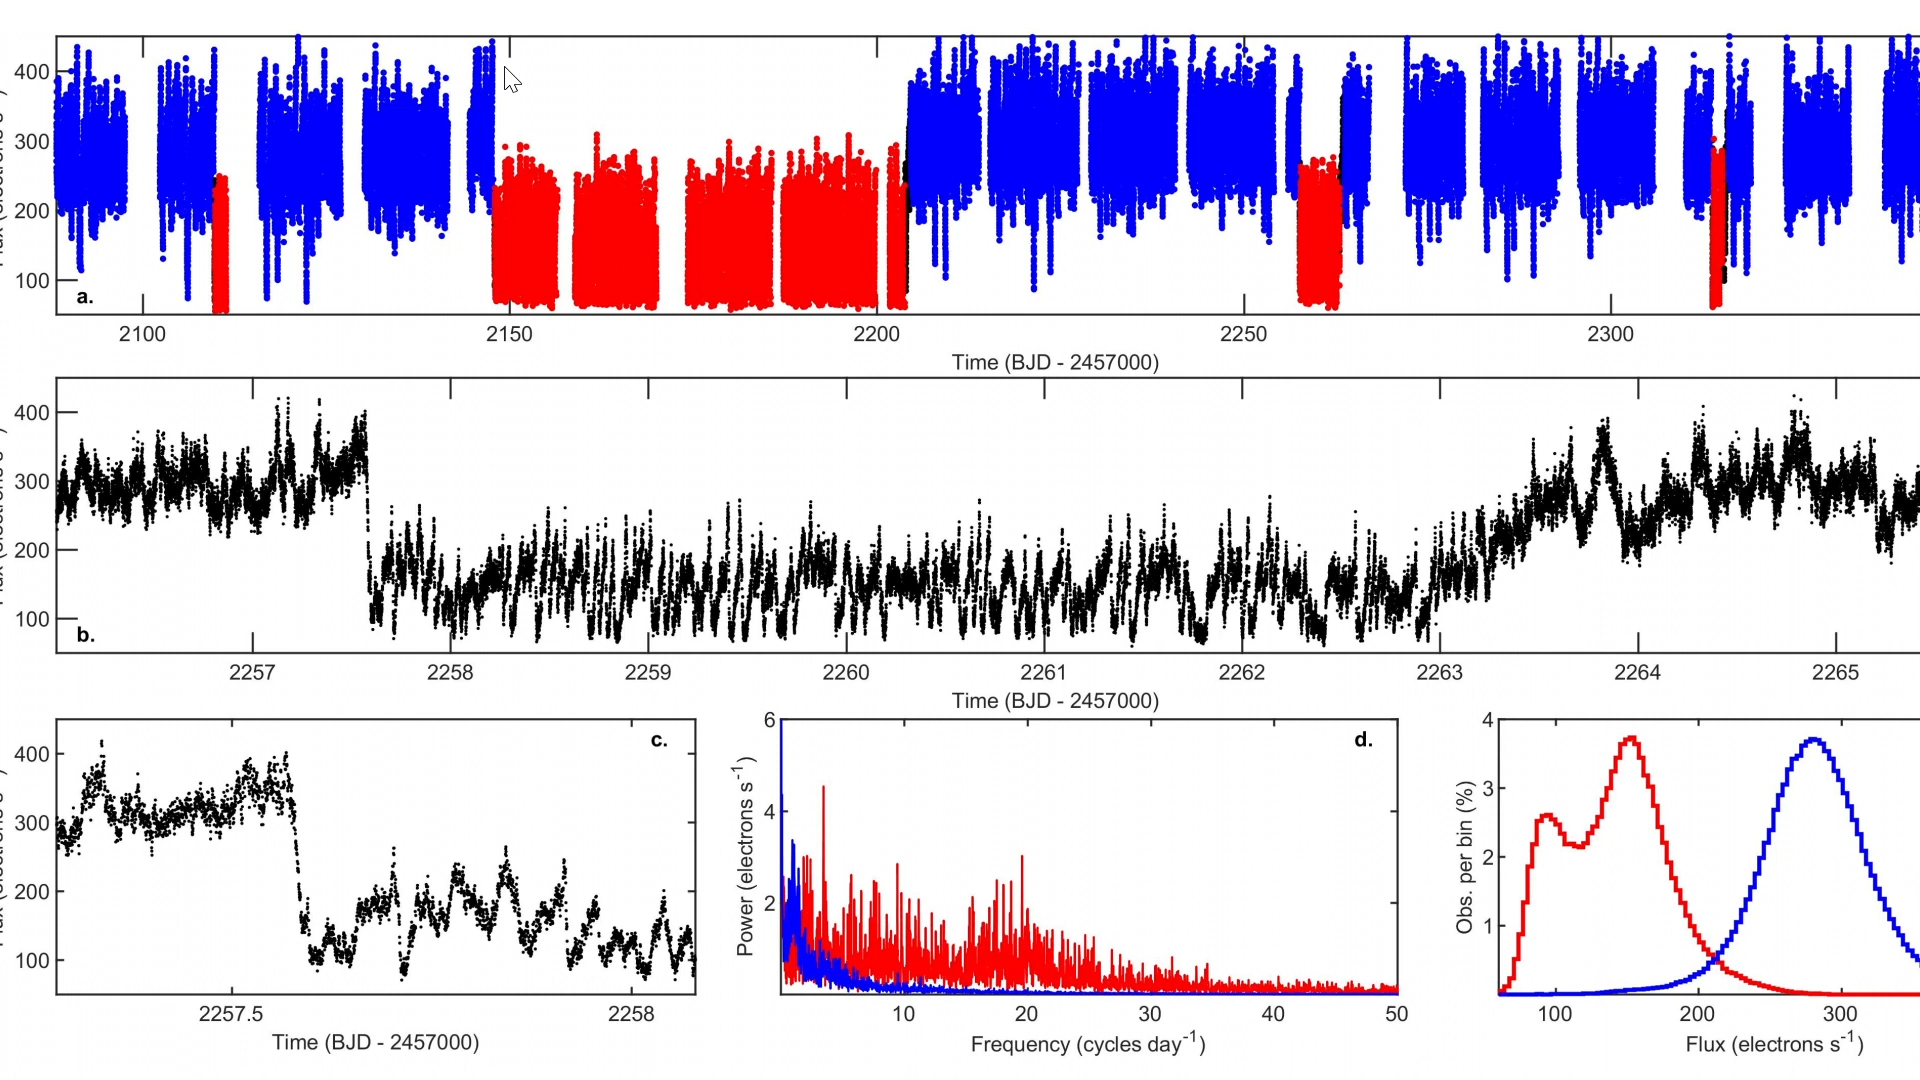 400
300
200
100
a.
2100 2150 2200 2250 2300
Time (BJD - 2457000)
400
300
200
100
b.
2257 2258 2259 2260 2261 2262 2263 2264 2265
Time (BJD - 2457000)
400
300
200
100
c.
2257.5 2258
Time (BJD - 2457000)
6
4
2
d.
Power (electrons s-1)
10 20 30 40 50
Frequency (cycles day-1)
4
3
2
1
Obs. per bin (%)
100 200 300
Flux (electrons s-1)